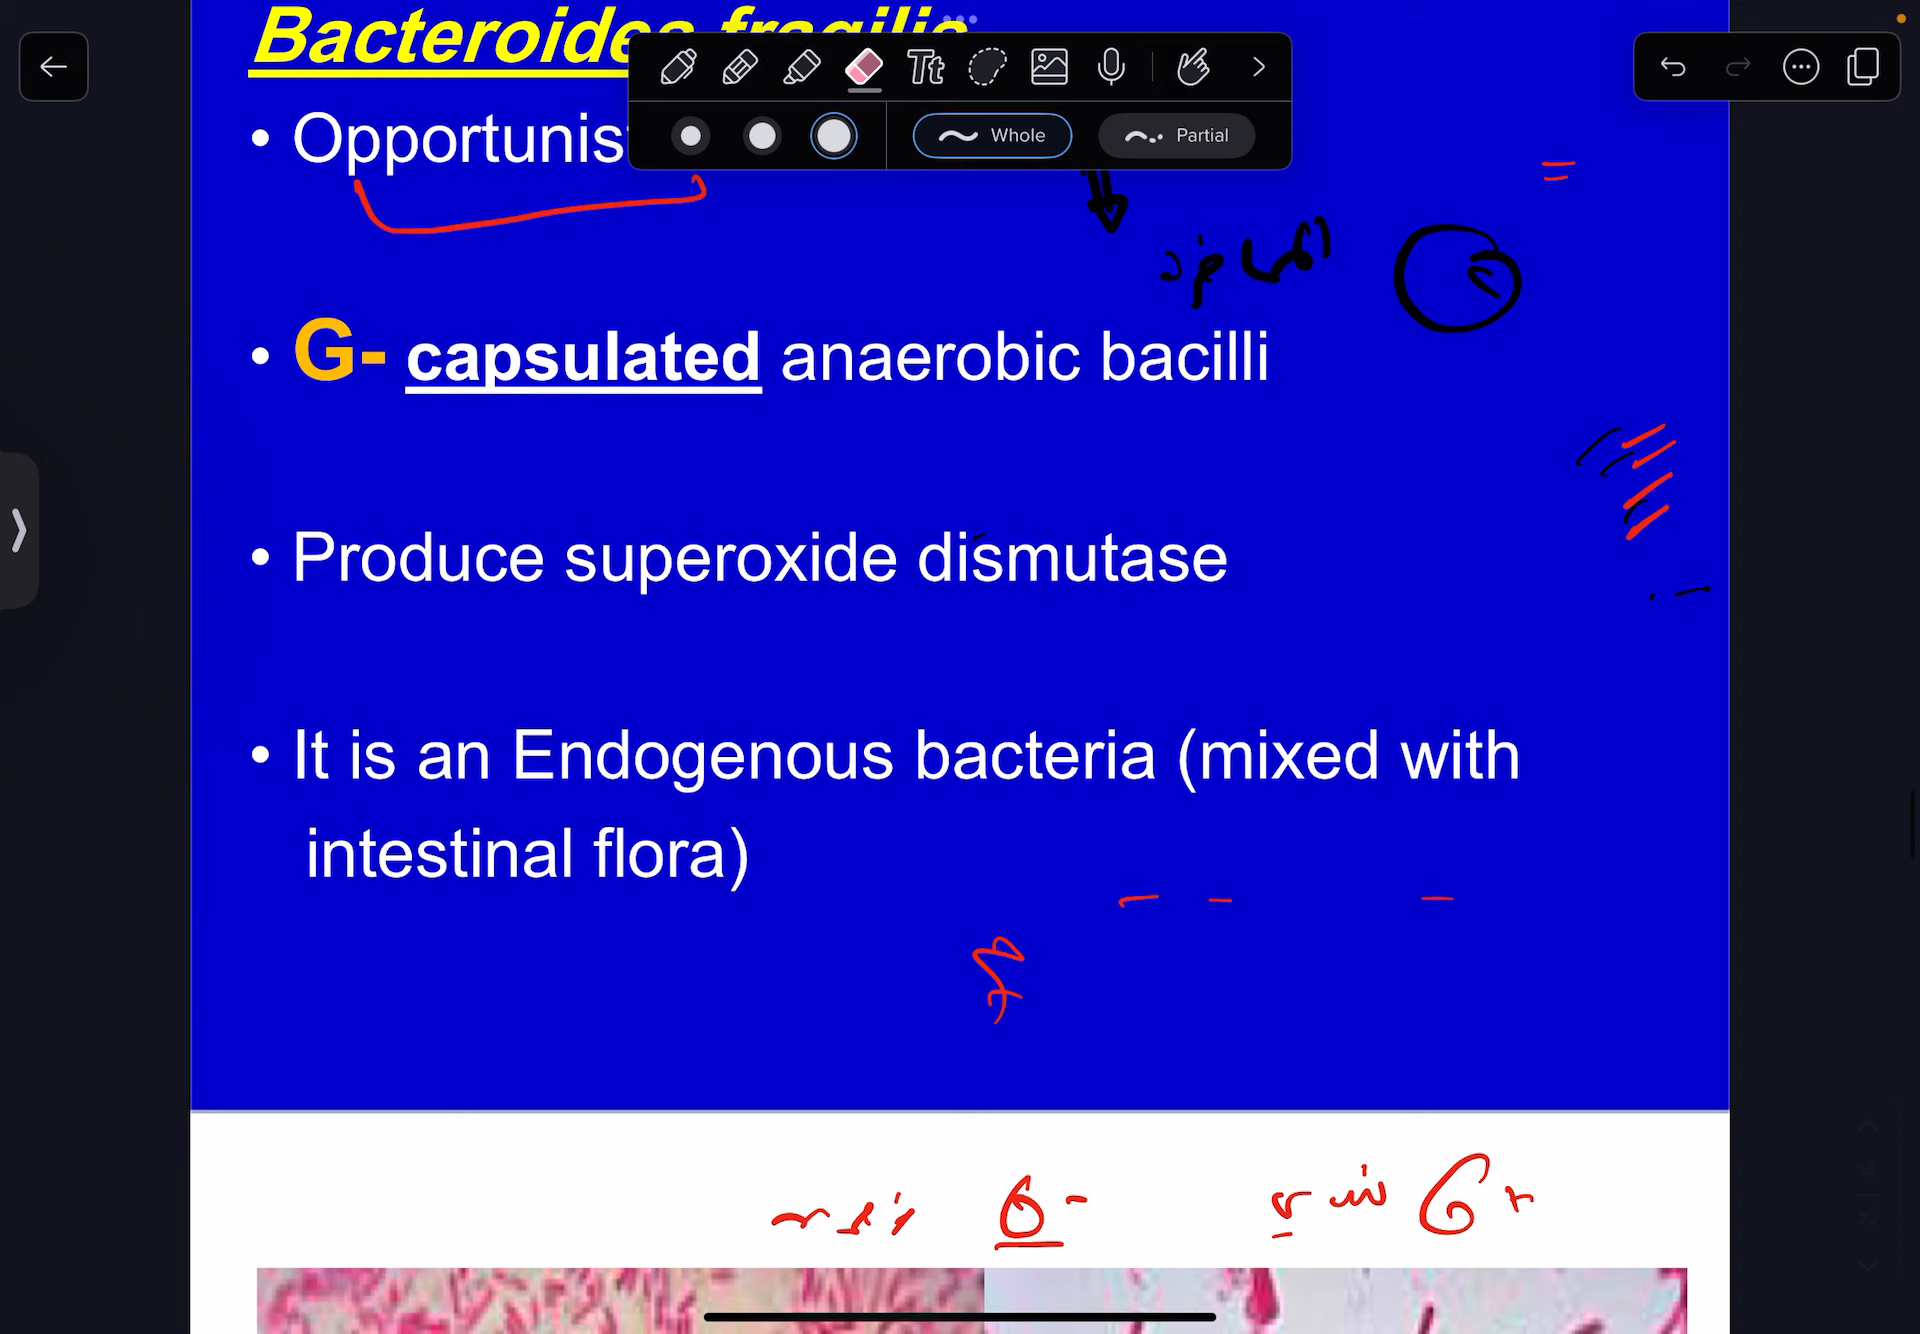 Bacteroides fragilis
Tt
Whole
Partial
• Opportunis
• G- capsulated anaerobic bacilli
• Produce superoxide dismutase
• It is an Endogenous bacteria (mixed with
intestinal flora)
G- G+